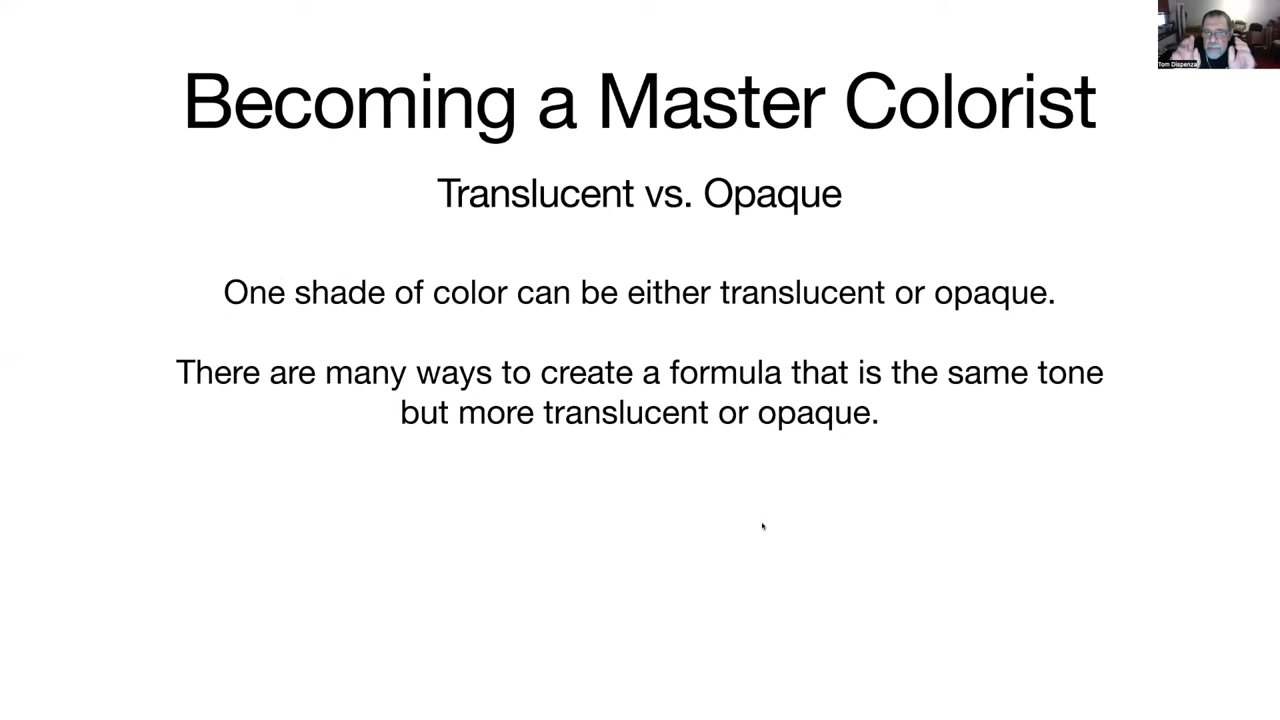 Becoming a Master Colorist
Translucent vs. Opaque
One shade of color can be either translucent or opaque.
There are many ways to create a formula that is the same tone
but more translucent or opaque.
Tom Dispenza